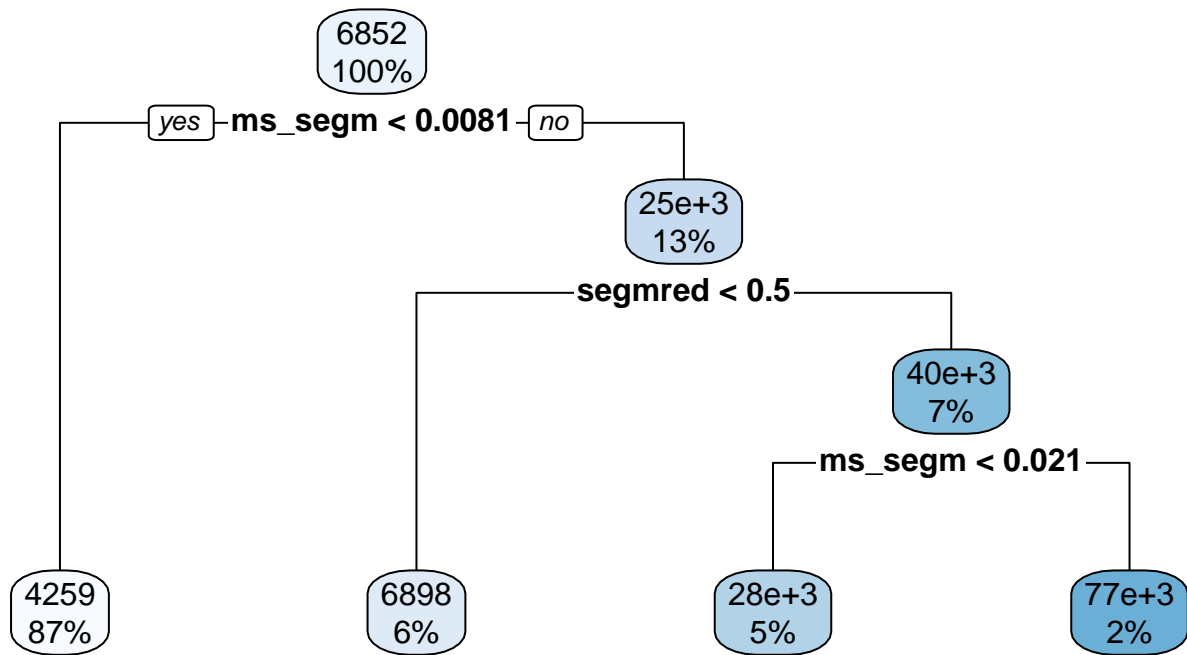 6852
100%
yes ms_segm < 0.0081 no
25e+3
13%
segmred < 0.5
40e+3
7%
ms_segm < 0.021
4259
87%
6898
6%
28e+3
5%
77e+3
2%